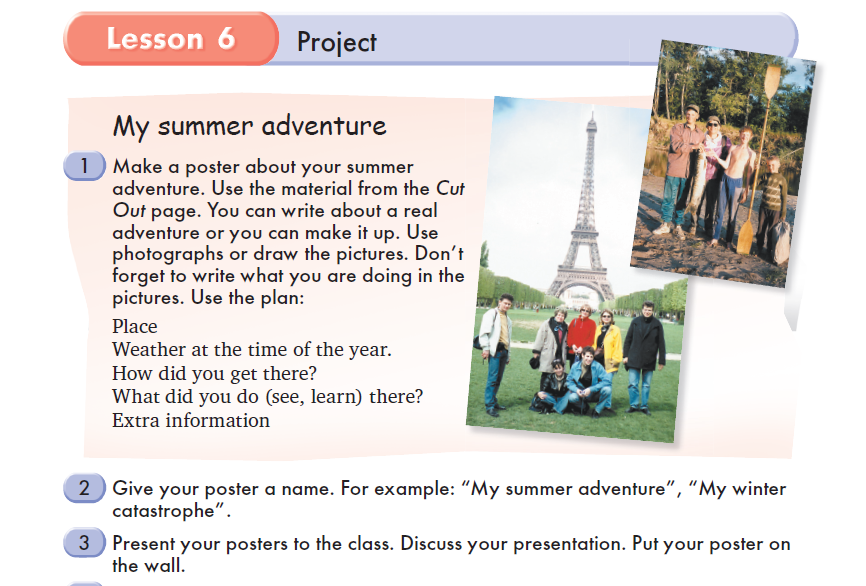 Lesson 6
Project
My summer adventure
1
Make a poster about your summer
adventure. Use the material from the Cut
Out page. You can write about a real
adventure or you can make it up. Use
photographs or draw the pictures. Don't
forget to write what you are doing in the
pictures. Use the plan:
Place
Weather at the time of the year.
How did you get there?
What did you do (see, learn) there?
Extra information
2
Give your poster a name. For example: “My summer adventure”, “My winter
catastrophe”.
3
Present your posters to the class. Discuss your presentation. Put your poster on
the wall.